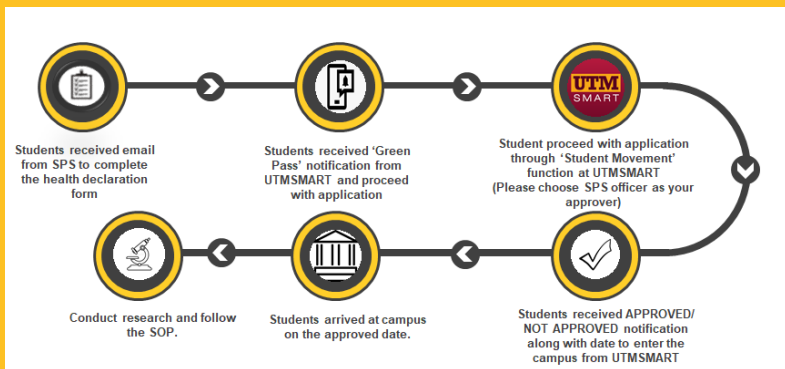 Students received email
from SPS to complete
the health declaration
form
Students received ‘Green
Pass’ notification from
UTMSMART and proceed
with application
UTM
SMART
Student proceed with application
through ‘Student Movement’
function at UTMSMART
(Please choose SPS officer as your
approver)
Students received APPROVED/
NOT APPROVED notification
along with date to enter the
campus from UTMSMART
Students arrived at campus
on the approved date.
Conduct research and follow
the SOP.